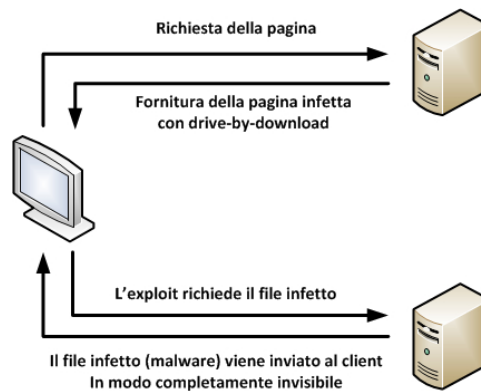 Richiesta della pagina
Fornitura della pagina infetta
con drive-by-download
L'exploit richiede il file infetto
Il file infetto (malware) viene inviato al client
In modo completamente invisibile